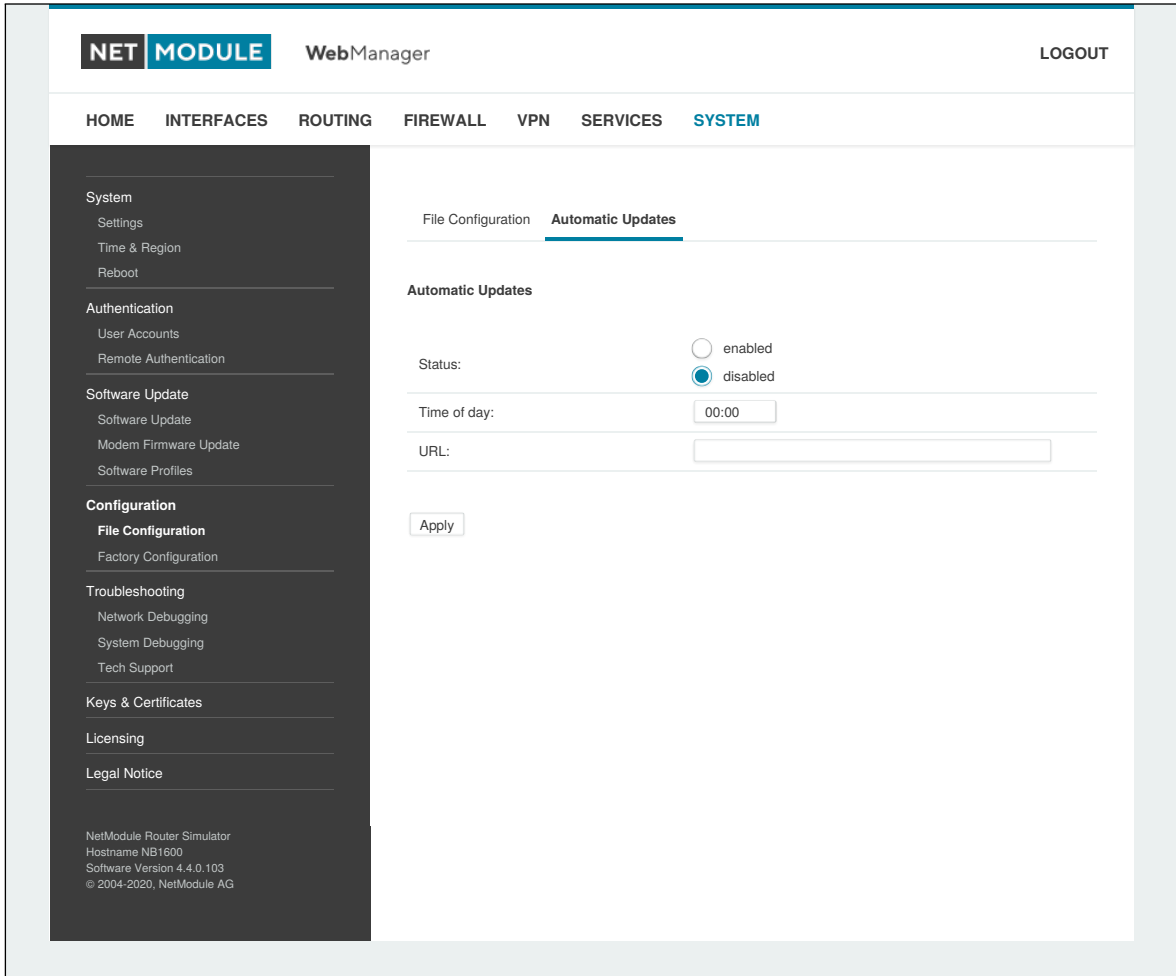 NET MODULE WebManager LOGOUT
HOME INTERFACES ROUTING FIREWALL VPN SERVICES SYSTEM
System
Settings
Time & Region
Reboot
Authentication
User Accounts
Remote Authentication
Software Update
Software Update
Modem Firmware Update
Software Profiles
Configuration
File Configuration
Factory Configuration
Troubleshooting
Network Debugging
System Debugging
Tech Support
Keys & Certificates
Licensing
Legal Notice
NetModule Router Simulator
Hostname NB1600
Software Version 4.4.0.103
© 2004-2020, NetModule AG
File Configuration Automatic Updates
Automatic Updates
Status:
enabled
disabled
Time of day: 00:00
URL:
Apply